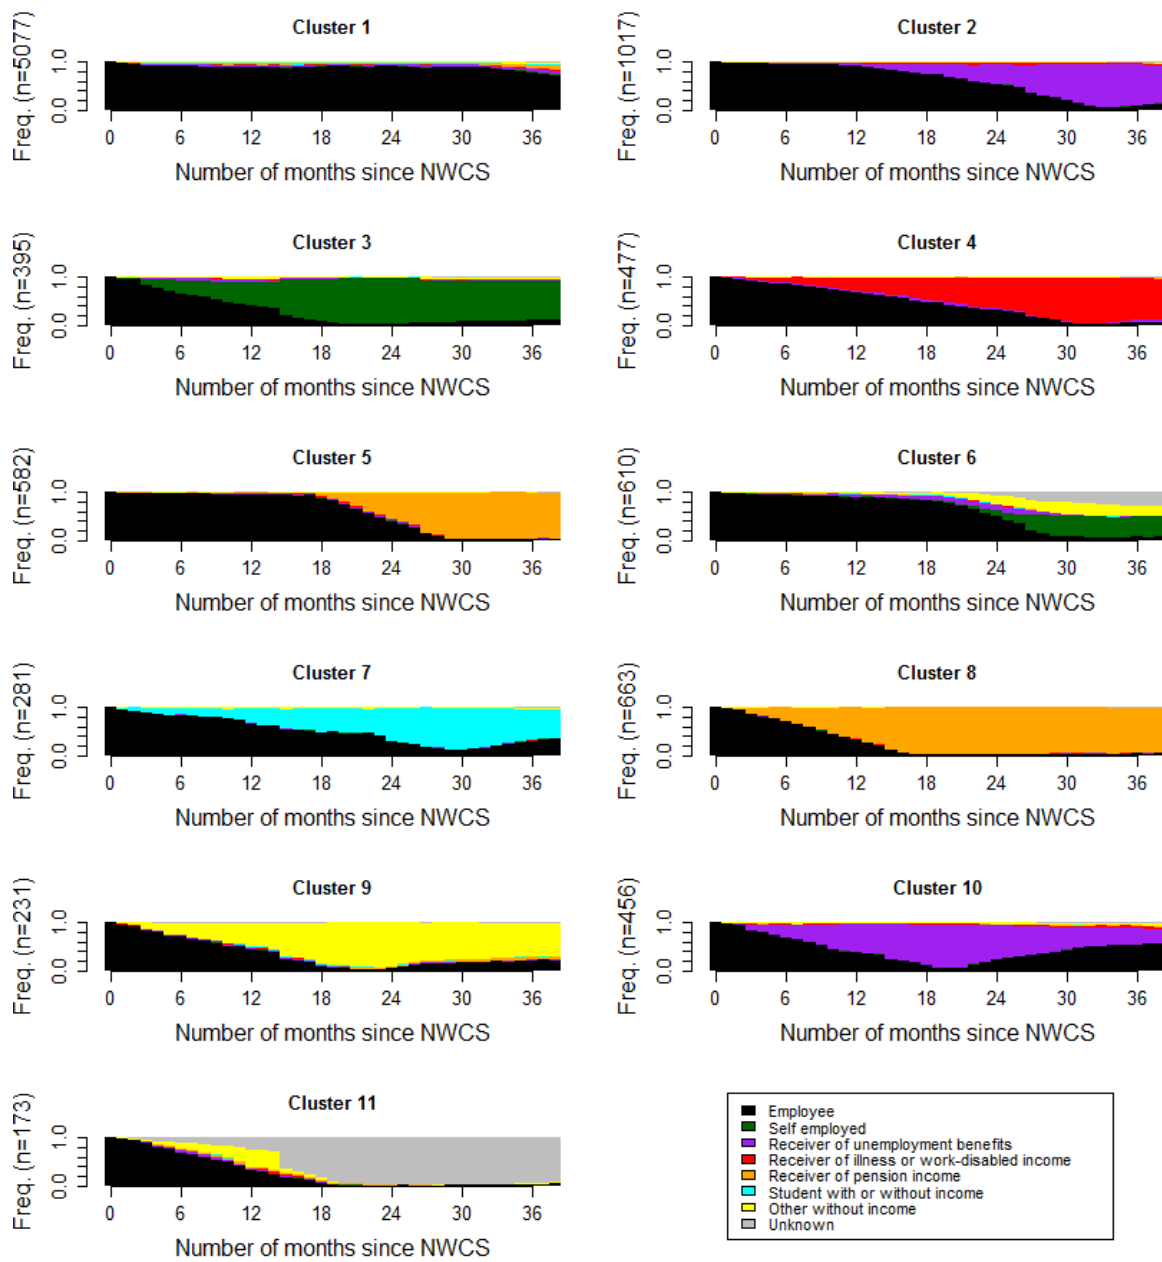 Cluster 1
Freq. (n=5077)
1.0
0.0
0 6 12 18 24 30 36
Number of months since NWCS
Cluster 2
Freq. (n=1017)
1.0
0.0
0 6 12 18 24 30 36
Number of months since NWCS
Cluster 3
Freq. (n=395)
1.0
0.0
0 6 12 18 24 30 36
Number of months since NWCS
Cluster 4
Freq. (n=477)
1.0
0.0
0 6 12 18 24 30 36
Number of months since NWCS
Cluster 5
Freq. (n=582)
1.0
0.0
0 6 12 18 24 30 36
Number of months since NWCS
Cluster 6
Freq. (n=610)
1.0
0.0
0 6 12 18 24 30 36
Number of months since NWCS
Cluster 7
Freq. (n=281)
1.0
0.0
0 6 12 18 24 30 36
Number of months since NWCS
Cluster 8
Freq. (n=663)
1.0
0.0
0 6 12 18 24 30 36
Number of months since NWCS
Cluster 9
Freq. (n=231)
1.0
0.0
0 6 12 18 24 30 36
Number of months since NWCS
Cluster 10
Freq. (n=456)
1.0
0.0
0 6 12 18 24 30 36
Number of months since NWCS
Cluster 11
Freq. (n=173)
1.0
0.0
0 6 12 18 24 30 36
Number of months since NWCS
Employee
Self employed
Receiver of unemployment benefits
Receiver of illness or work-disabled income
Receiver of pension income
Student with or without income
Other without income
Unknown